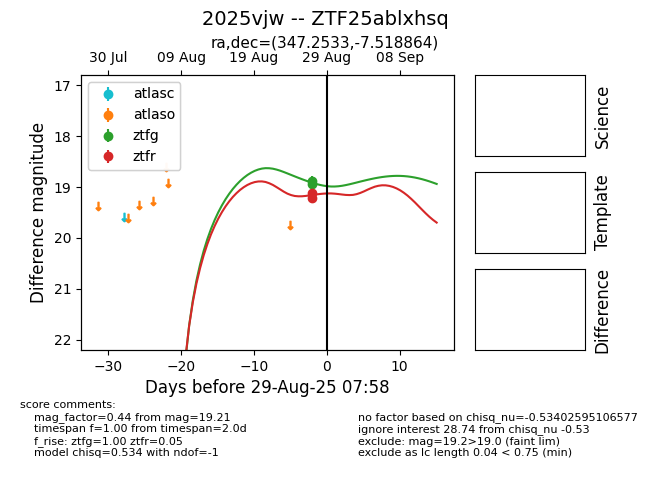 2025vjw -- ZTF25ablxhsq
ra,dec=(347.2533,-7.518864)
30 Jul 09 Aug 19 Aug 29 Aug 08 Sep
atlasc
atlaso
ztfg
ztfr
17
18
19
20
21
22
Difference magnitude
−30 −20 −10 0 10
Days before 29-Aug-25 07:58
Science
Template
Difference
score comments:
mag_factor=0.44 from mag=19.21
timespan f=1.00 from timespan=2.0d
f_rise: ztfg=1.00 ztfr=0.05
model chisq=0.534 with ndof=-1
no factor based on chisq_nu=-0.53402595106577
ignore interest 28.74 from chisq_nu -0.53
exclude: mag=19.2>19.0 (faint lim)
exclude as lc length 0.04 < 0.75 (min)